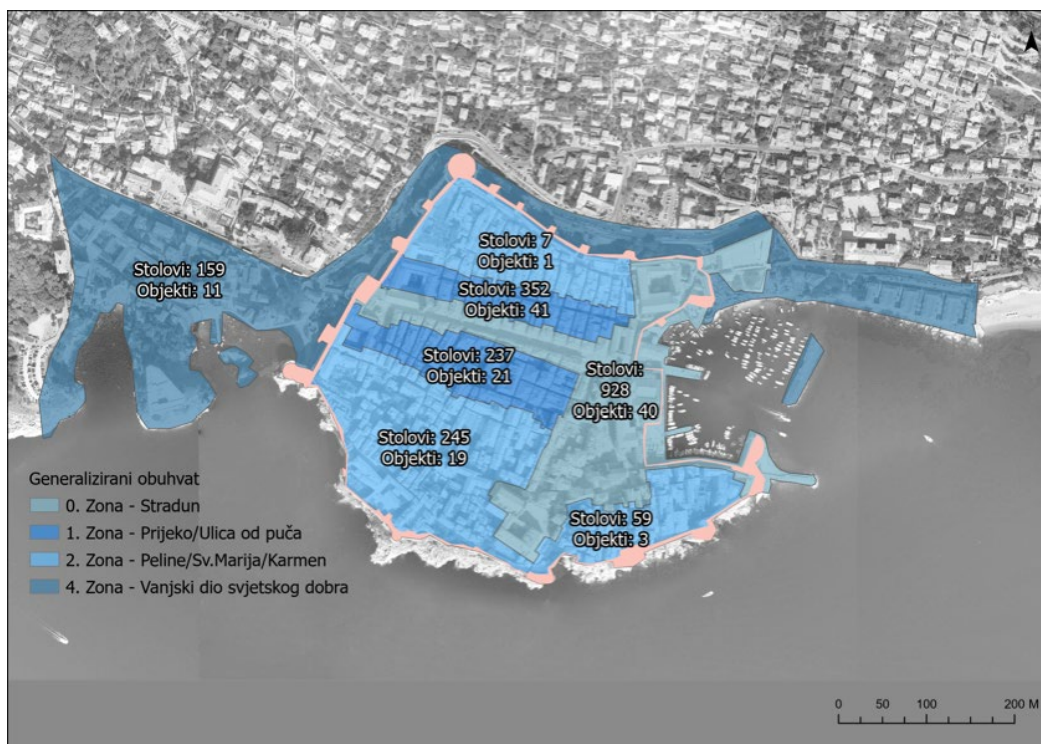 Stolovi: 7
Objekti: 1
Stolovi: 159
Objekti: 11
Stolovi: 352
Objekti: 41
Stolovi: 237
Objekti: 21
Stolovi:
928
Objekti: 40
Stolovi: 245
Objekti: 19
Stolovi: 59
Objekti: 3
Generalizirani obuhvat
0. Zona - Stradun
1. Zona - Prijeko/Ulica od puča
2. Zona - Peline/Sv.Marija/Karmen
4. Zona - Vanjski dio svjetskog dobra
0 50 100 200 M